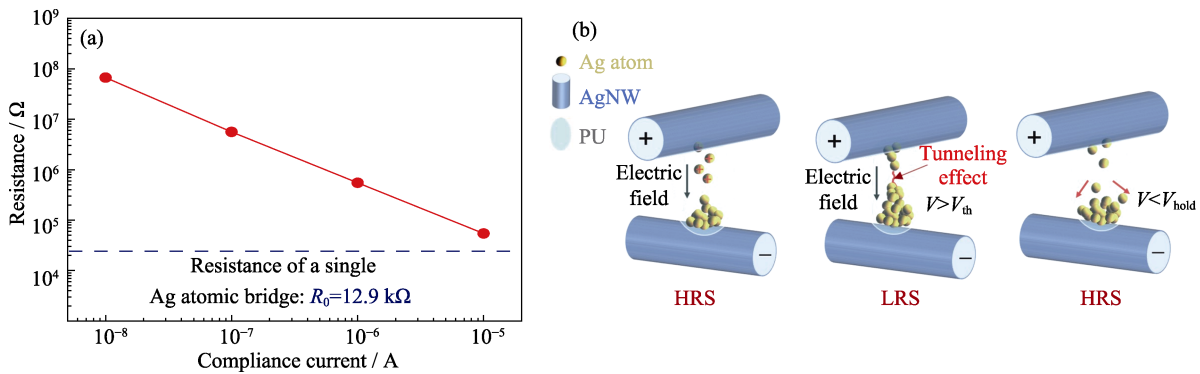 (a)
10⁹
10⁸
10⁷
10⁶
10⁵
10⁴
Resistance / Ω
Resistance of a single
Ag atomic bridge: R₀=12.9 kΩ
10⁻⁸
10⁻⁷
10⁻⁶
10⁻⁵
Compliance current / A
(b)
Ag atom
AgNW
PU
+
Electric
field
−
HRS
+
Electric
field
Tunneling
effect
V>Vth
−
LRS
+
V<Vhold
−
HRS